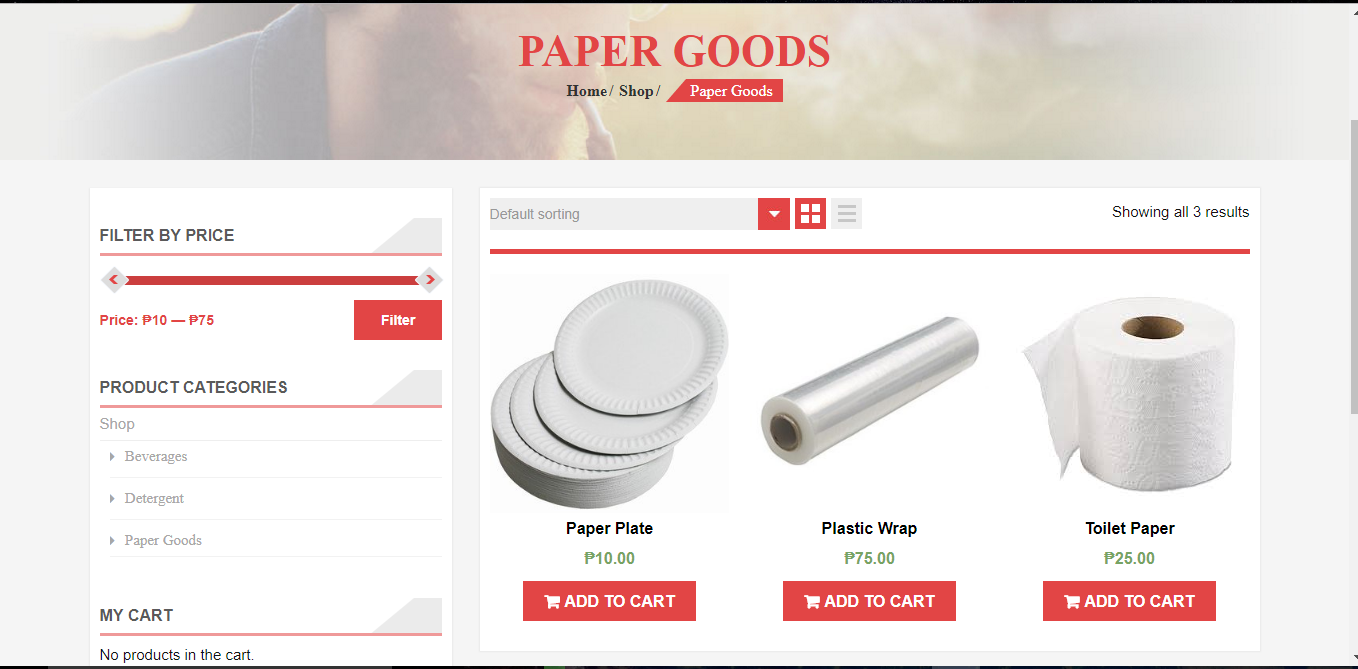 PAPER GOODS
Home / Shop / Paper Goods
FILTER BY PRICE
Price: ₱10 — ₱75
Filter
PRODUCT CATEGORIES
Shop
Beverages
Detergent
Paper Goods
MY CART
No products in the cart.
Default sorting
Showing all 3 results
Paper Plate
₱10.00
ADD TO CART
Plastic Wrap
₱75.00
ADD TO CART
Toilet Paper
₱25.00
ADD TO CART